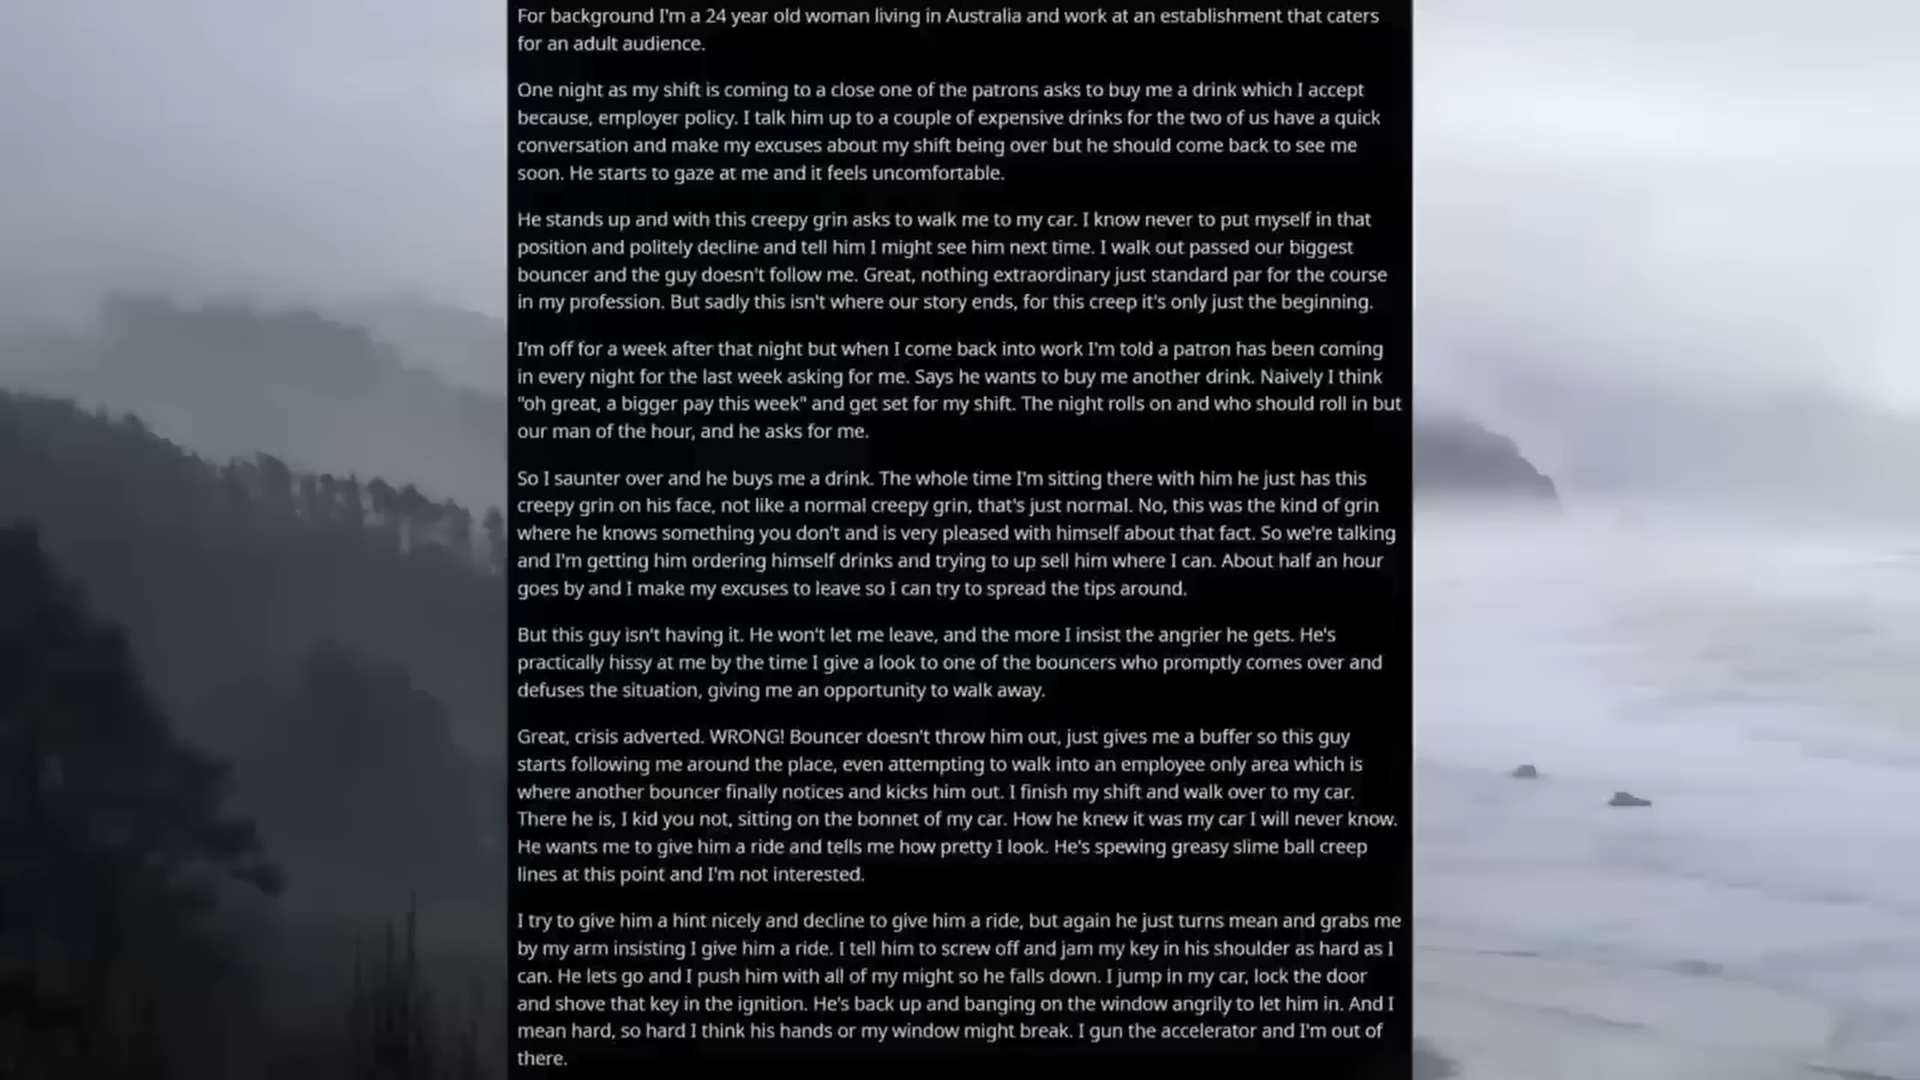 For background I'm a 24 year old woman living in Australia and work at an establishment that caters
for an adult audience.
One night as my shift is coming to a close one of the patrons asks to buy me a drink which I accept
because, employer policy. I talk him up to a couple of expensive drinks for the two of us have a quick
conversation and make my excuses about my shift being over but he should come back to see me
soon. He starts to gaze at me and it feels uncomfortable.
He stands up and with this creepy grin asks to walk me to my car. I know never to put myself in that
position and politely decline and tell him I might see him next time. I walk out passed our biggest
bouncer and the guy doesn't follow me. Great, nothing extraordinary just standard par for the course
in my profession. But sadly this isn't where our story ends, for this creep it's only just the beginning.
I'm off for a week after that night but when I come back into work I'm told a patron has been coming
in every night for the last week asking for me. Says he wants to buy me another drink. Naively I think
"oh great, a bigger pay this week" and get set for my shift. The night rolls on and who should roll in but
our man of the hour, and he asks for me.
So I saunter over and he buys me a drink. The whole time I'm sitting there with him he just has this
creepy grin on his face, not like a normal creepy grin, that's just normal. No, this was the kind of grin
where he knows something you don't and is very pleased with himself about that fact. So we're talking
and I'm getting him ordering himself drinks and trying to up sell him where I can. About half an hour
goes by and I make my excuses to leave so I can try to spread the tips around.
But this guy isn't having it. He won't let me leave, and the more I insist the angrier he gets. He's
practically hissy at me by the time I give a look to one of the bouncers who promptly comes over and
defuses the situation, giving me an opportunity to walk away.
Great, crisis adverted. WRONG! Bouncer doesn't throw him out, just gives me a buffer so this guy
starts following me around the place, even attempting to walk into an employee only area which is
where another bouncer finally notices and kicks him out. I finish my shift and walk over to my car.
There he is, I kid you not, sitting on the bonnet of my car. How he knew it was my car I will never know.
He wants me to give him a ride and tells me how pretty I look. He's spewing greasy slime ball creep
lines at this point and I'm not interested.
I try to give him a hint nicely and decline to give him a ride, but again he just turns mean and grabs me
by my arm insisting I give him a ride. I tell him to screw off and jam my key in his shoulder as hard as I
can. He lets go and I push him with all of my might so he falls down. I jump in my car, lock the door
and shove that key in the ignition. He's back up and banging on the window angrily to let him in. And I
mean hard, so hard I think his hands or my window might break. I gun the accelerator and I'm out of
there.